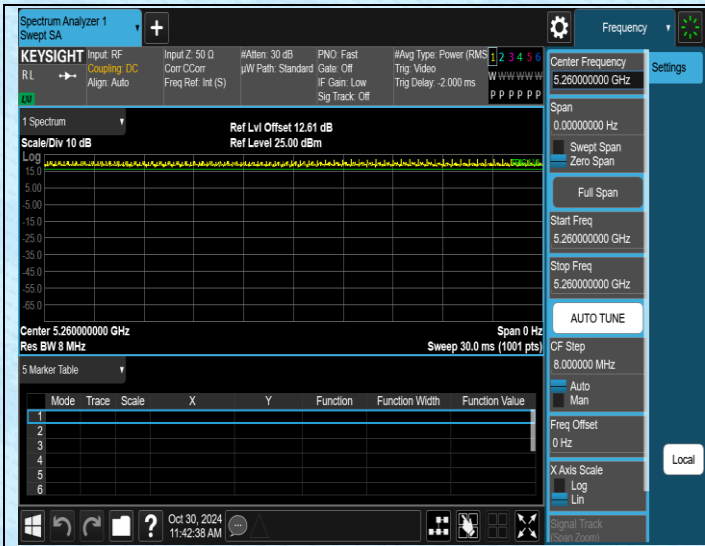 Spectrum Analyzer 1
Swept SA
+
Frequency
KEYSIGHT
RL
LXI
Input: RF
Coupling: DC
Align: Auto
Input Z: 50 Ω
Corr CCorr
Freq Ref: Int (S)
#Atten: 30 dB
µW Path: Standard
PNO: Fast
Gate: Off
IF Gain: Low
Sig Track: Off
#Avg Type: Power (RMS
Trig: Video
Trig Delay: -2.000 ms
1 2 3 4 5 6
W W W W W W
P P P P P P
Center Frequency
5.260000000 GHz
Settings
Span
0.00000000 Hz
Swept Span
Zero Span
Full Span
Start Freq
5.260000000 GHz
Stop Freq
5.260000000 GHz
AUTO TUNE
CF Step
8.000000 MHz
Auto
Man
Freq Offset
0 Hz
X Axis Scale
Log
Lin
Signal Track
(Span Zoom)
Local
1 Spectrum
Scale/Div 10 dB
Ref Lvl Offset 12.61 dB
Ref Level 25.00 dBm
Log
15.0
5.00
-5.00
-15.0
-25.0
-35.0
-45.0
-55.0
-65.0
Center 5.260000000 GHz
Span 0 Hz
Res BW 8 MHz
Sweep 30.0 ms (1001 pts)
5 Marker Table
Mode Trace Scale X Y Function Function Width Function Value
1
2
3
4
5
6
?
Oct 30, 2024
11:42:38 AM